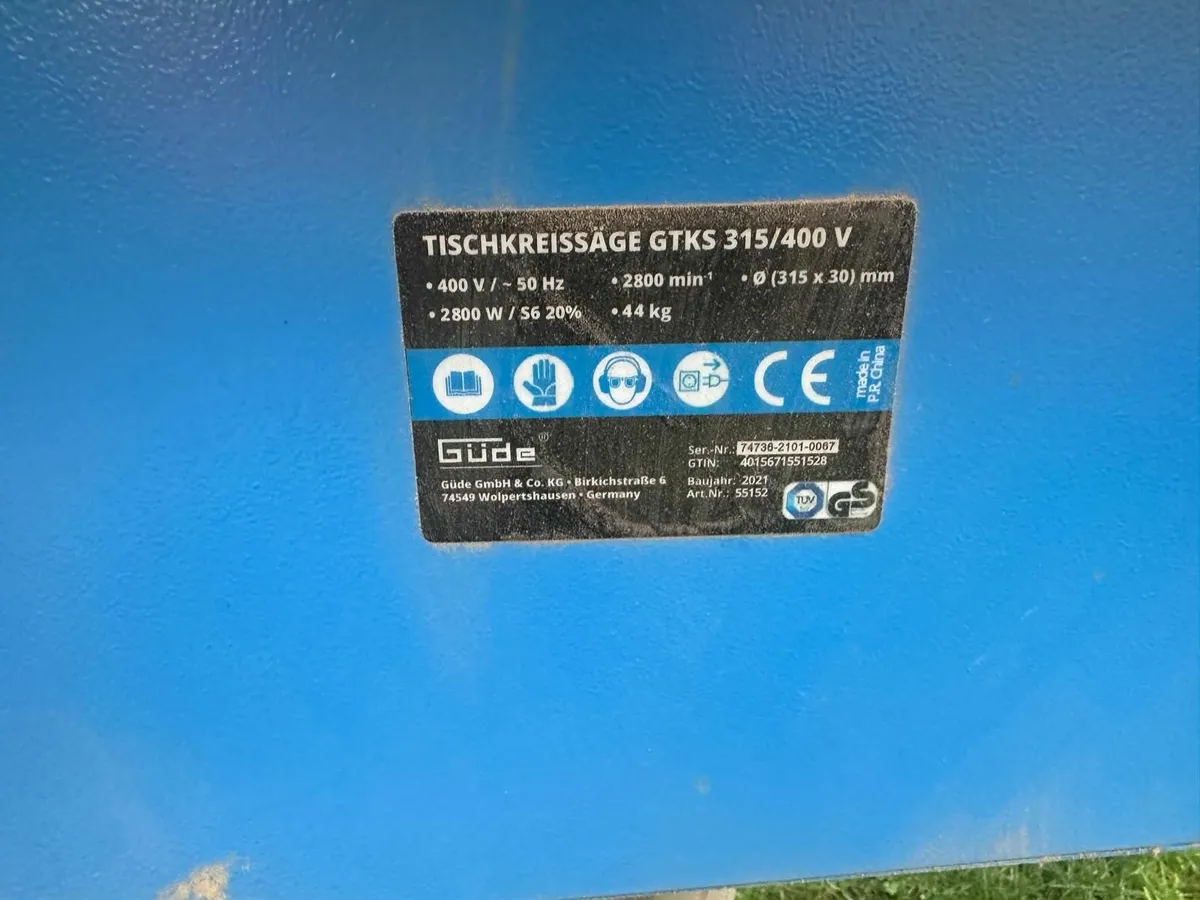 TISCHKREISSÄGE GTKS 315/400 V
• 400 V / ~ 50 Hz • 2800 min⁻¹ • Ø (315 x 30) mm
• 2800 W / S6 20% • 44 kg
CE made in P.R. China
Güde®
Güde GmbH & Co. KG • Birkichstraße 6
74549 Wolpertshausen • Germany
Ser.-Nr.: 74736-2101-0067
GTIN: 4015671551528
Baujahr: 2021
Art.Nr.: 55152
TÜV GS